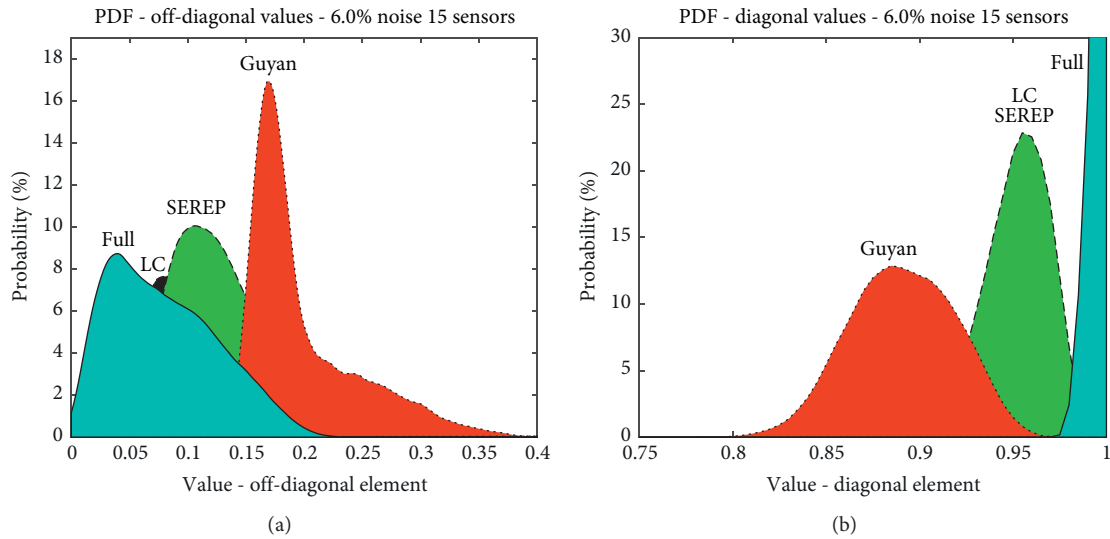 PDF - off-diagonal values - 6.0% noise 15 sensors
18
16
14
12
10
8
6
4
2
0
Probability (%)
Guyan
SEREP
Full
LC
0 0.05 0.1 0.15 0.2 0.25 0.3 0.35 0.4
Value - off-diagonal element
(a)
PDF - diagonal values - 6.0% noise 15 sensors
30
25
20
15
10
5
0
Probability (%)
Full
LC
SEREP
Guyan
0.75 0.8 0.85 0.9 0.95 1
Value - diagonal element
(b)